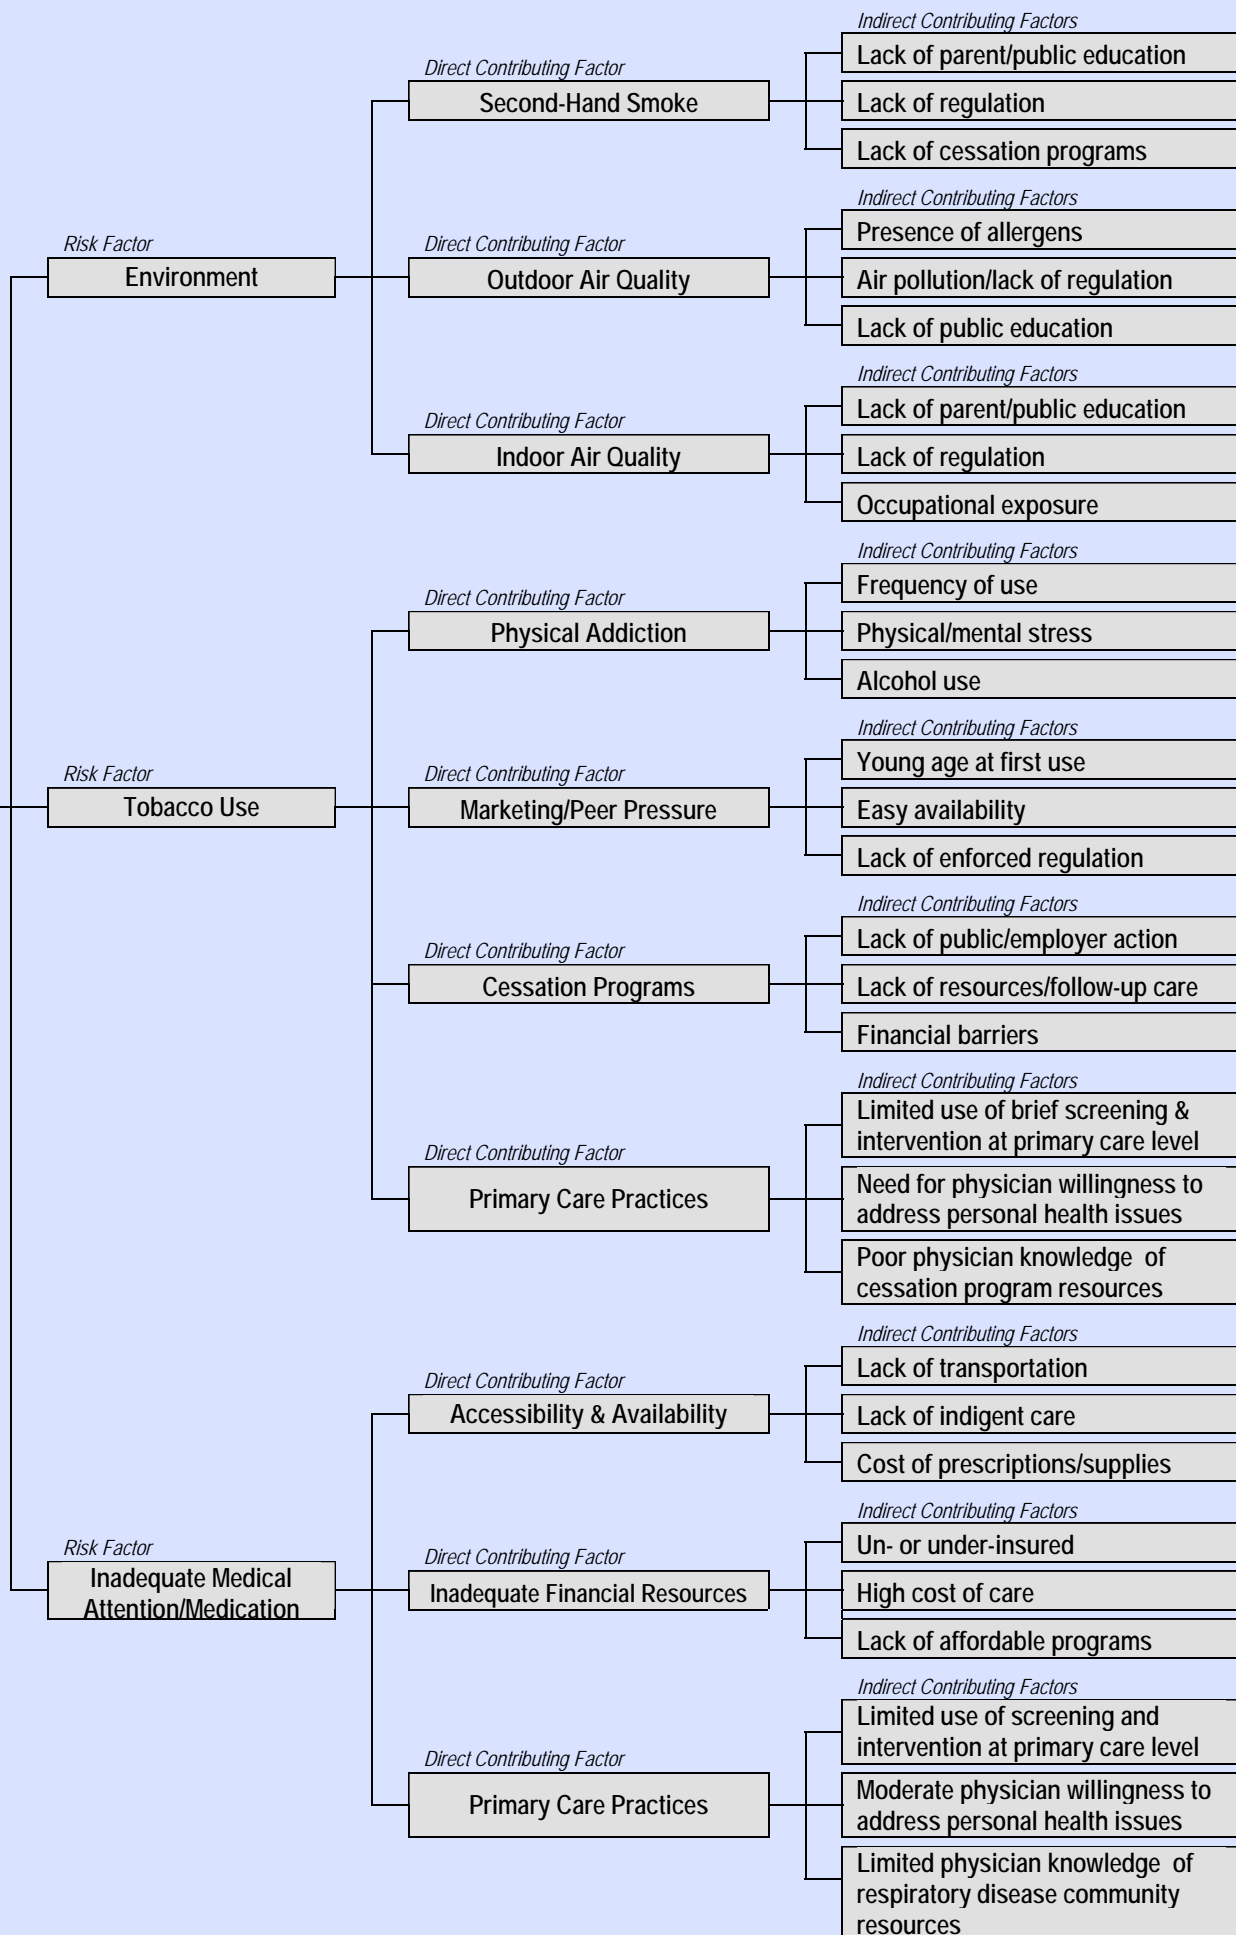 Indirect Contributing Factors
Lack of parent/public education
Direct Contributing Factor
Second-Hand Smoke
Lack of regulation
Lack of cessation programs
Indirect Contributing Factors
Presence of allergens
Risk Factor
Environment
Direct Contributing Factor
Outdoor Air Quality
Air pollution/lack of regulation
Lack of public education
Indirect Contributing Factors
Lack of parent/public education
Direct Contributing Factor
Indoor Air Quality
Lack of regulation
Occupational exposure
Indirect Contributing Factors
Frequency of use
Direct Contributing Factor
Physical Addiction
Physical/mental stress
Alcohol use
Indirect Contributing Factors
Young age at first use
Risk Factor
Tobacco Use
Direct Contributing Factor
Marketing/Peer Pressure
Easy availability
Lack of enforced regulation
Indirect Contributing Factors
Lack of public/employer action
Direct Contributing Factor
Cessation Programs
Lack of resources/follow-up care
Financial barriers
Indirect Contributing Factors
Limited use of brief screening &
intervention at primary care level
Direct Contributing Factor
Primary Care Practices
Need for physician willingness to
address personal health issues
Poor physician knowledge of
cessation program resources
Indirect Contributing Factors
Lack of transportation
Direct Contributing Factor
Accessibility & Availability
Lack of indigent care
Cost of prescriptions/supplies
Indirect Contributing Factors
Un- or under-insured
Risk Factor
Inadequate Medical
Attention/Medication
Direct Contributing Factor
Inadequate Financial Resources
High cost of care
Lack of affordable programs
Indirect Contributing Factors
Limited use of screening and
intervention at primary care level
Direct Contributing Factor
Primary Care Practices
Moderate physician willingness to
address personal health issues
Limited physician knowledge of
respiratory disease community
resources